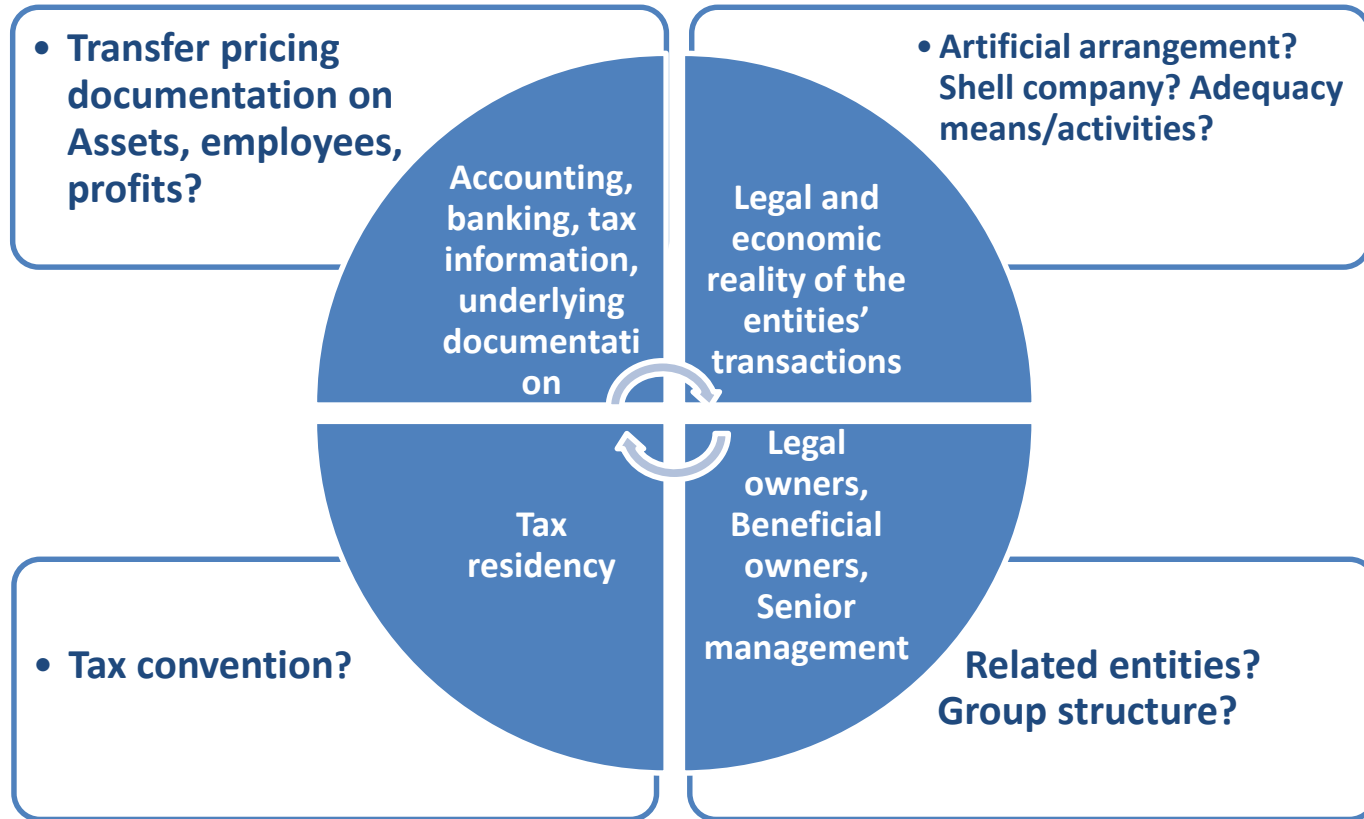 • Transfer pricing
documentation on
Assets, employees,
profits?
• Artificial arrangement?
Shell company? Adequacy
means/activities?
Accounting,
banking, tax
information,
underlying
documentati
on
Legal and
economic
reality of the
entities’
transactions
Tax
residency
Legal
owners,
Beneficial
owners,
Senior
management
• Tax convention?
Related entities?
Group structure?